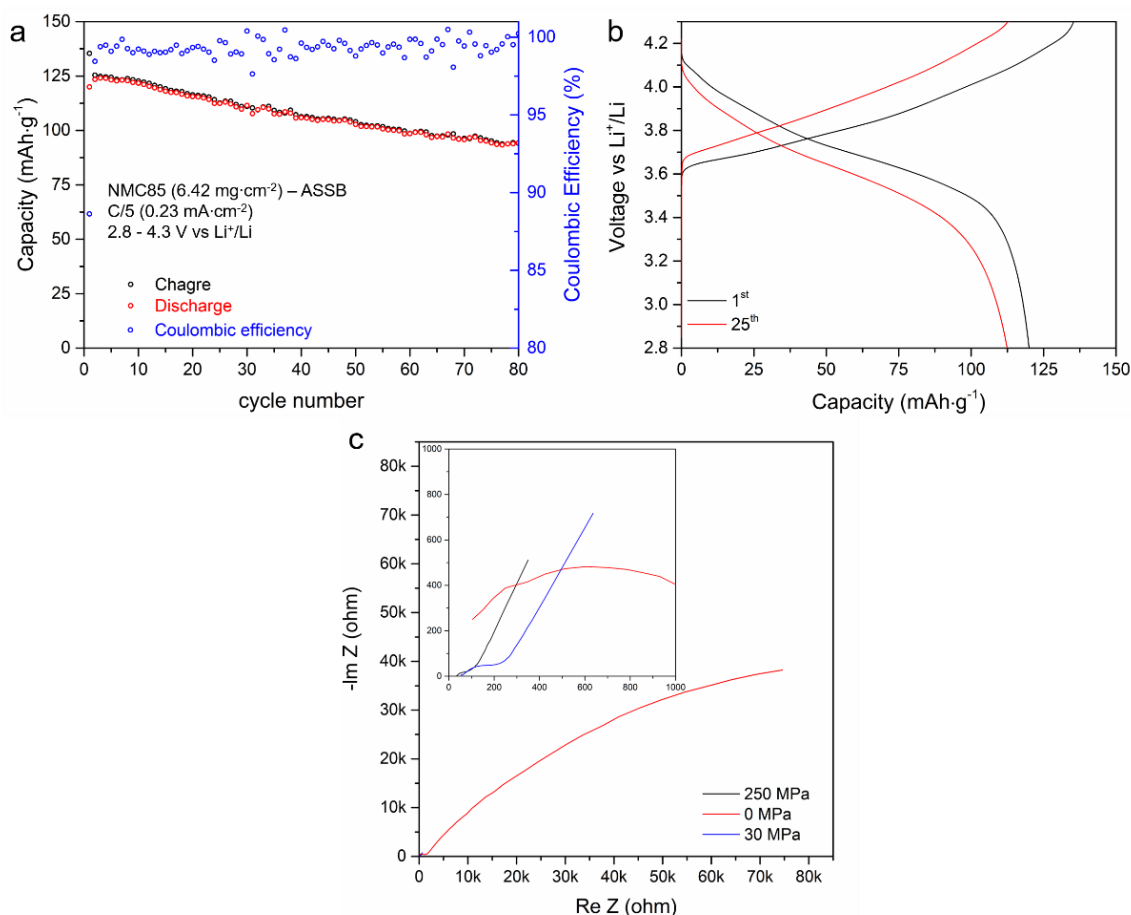 a
150
125
100
75
50
25
0
Capacity (mAh·g⁻¹)
NMC85 (6.42 mg·cm⁻²) – ASSB
C/5 (0.23 mA·cm⁻²)
2.8 - 4.3 V vs Li⁺/Li
Chagre
Discharge
Coulombic efficiency
100
95
90
85
80
Coulombic Efficiency (%)
0 10 20 30 40 50 60 70 80
cycle number
b
4.2
4.0
3.8
3.6
3.4
3.2
3.0
2.8
Voltage vs Li⁺/Li
1st
25th
0 25 50 75 100 125 150
Capacity (mAh·g⁻¹)
c
80k
70k
60k
50k
40k
30k
20k
10k
0
-Im Z (ohm)
1000
800
600
400
200
0
0 200 400 600 800 1000
250 MPa
0 MPa
30 MPa
0 10k 20k 30k 40k 50k 60k 70k 80k
Re Z (ohm)